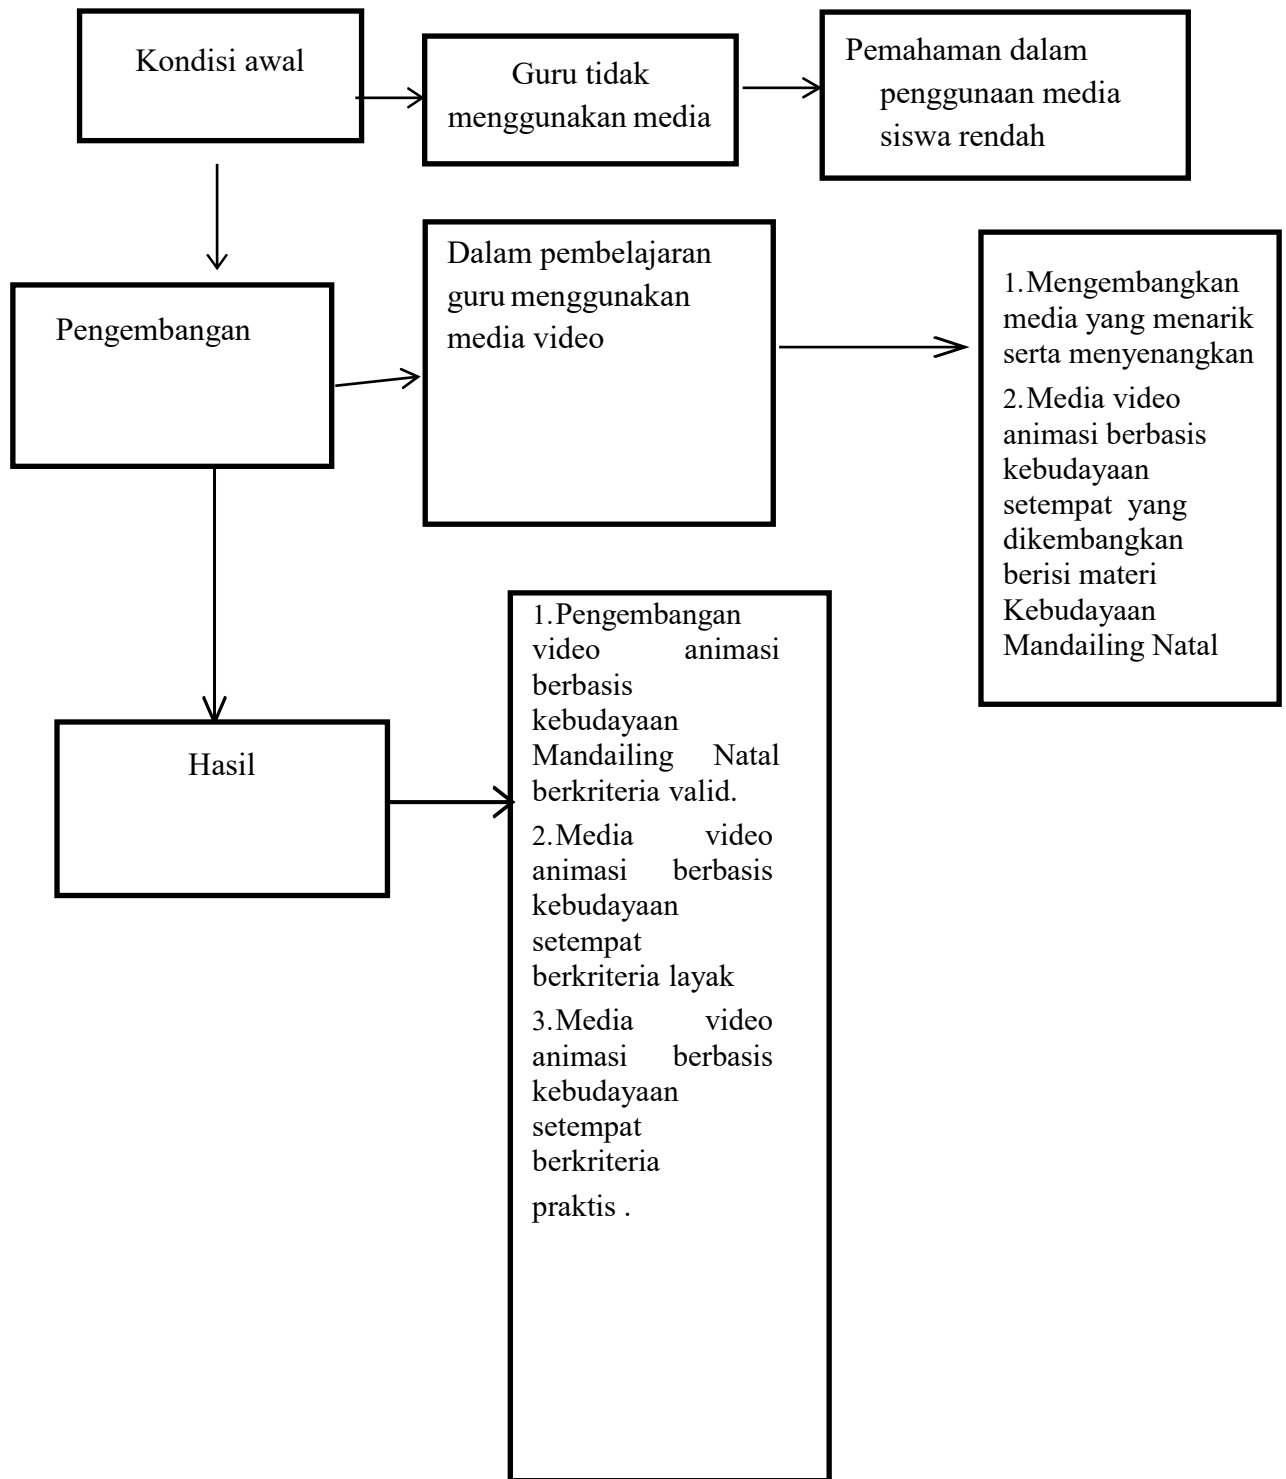 Kondisi awal
Guru tidak
menggunakan media
Pemahaman dalam
penggunaan media
siswa rendah
Pengembangan
Dalam pembelajaran
guru menggunakan
media video
1.Mengembangkan
media yang menarik
serta menyenangkan
2.Media video
animasi berbasis
kebudayaan
setempat yang
dikembangkan
berisi materi
Kebudayaan
Mandailing Natal
Hasil
1.Pengembangan
video animasi
berbasis
kebudayaan
Mandailing Natal
berkriteria valid.
2.Media video
animasi berbasis
kebudayaan
setempat
berkriteria layak
3.Media video
animasi berbasis
kebudayaan
setempat
berkriteria
praktis .